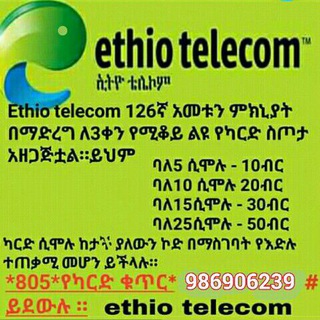 ethio telecom™
ኢትዮ ቴሌኮም
Ethio telecom 126ኛ አመቱን ምክኒያት
በማድረግ ለ3ቀን የሚቆይ ልዩ የካርድ ስጦታ
አዘጋጅቷል።ይህም
ባለ5 ሲሞሉ - 10ብር
ባለ10 ሲሞሉ 20ብር
ባለ15ሲሞሉ - 30ብር
ባለ25ሲሞሉ - 50ብር
ካርድ ሲሞሉ ከታች ያለውን ኮድ በማስገባት የእድሉ
ተጠቃሚ መሆን ይችላሉ።
*805*የካርድ ቁጥር* 986906239 #
ይደውሉ ። ethio telecom